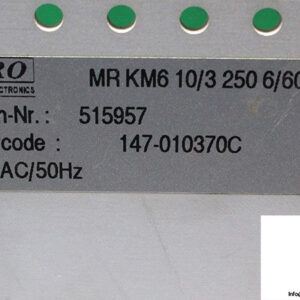 RO MR KM6 10/3 250 6/60
ECTRONICS
n-Nr.: 515957
code : 147-010370C
AC/50Hz